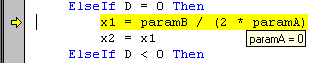 ElseIf D = 0 Then
x1 = paramB / (2 * paramA)
x2 = x1
paramA = 0
ElseIf D < 0 Then